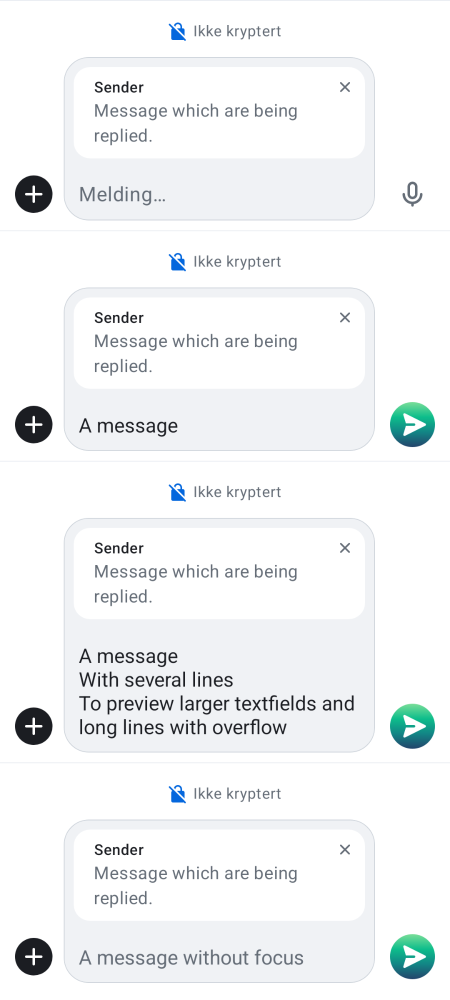 Ikke kryptert
Sender
Message which are being
replied.
Melding...
Ikke kryptert
Sender
Message which are being
replied.
A message
Ikke kryptert
Sender
Message which are being
replied.
A message
With several lines
To preview larger textfields and
long lines with overflow
Ikke kryptert
Sender
Message which are being
replied.
A message without focus